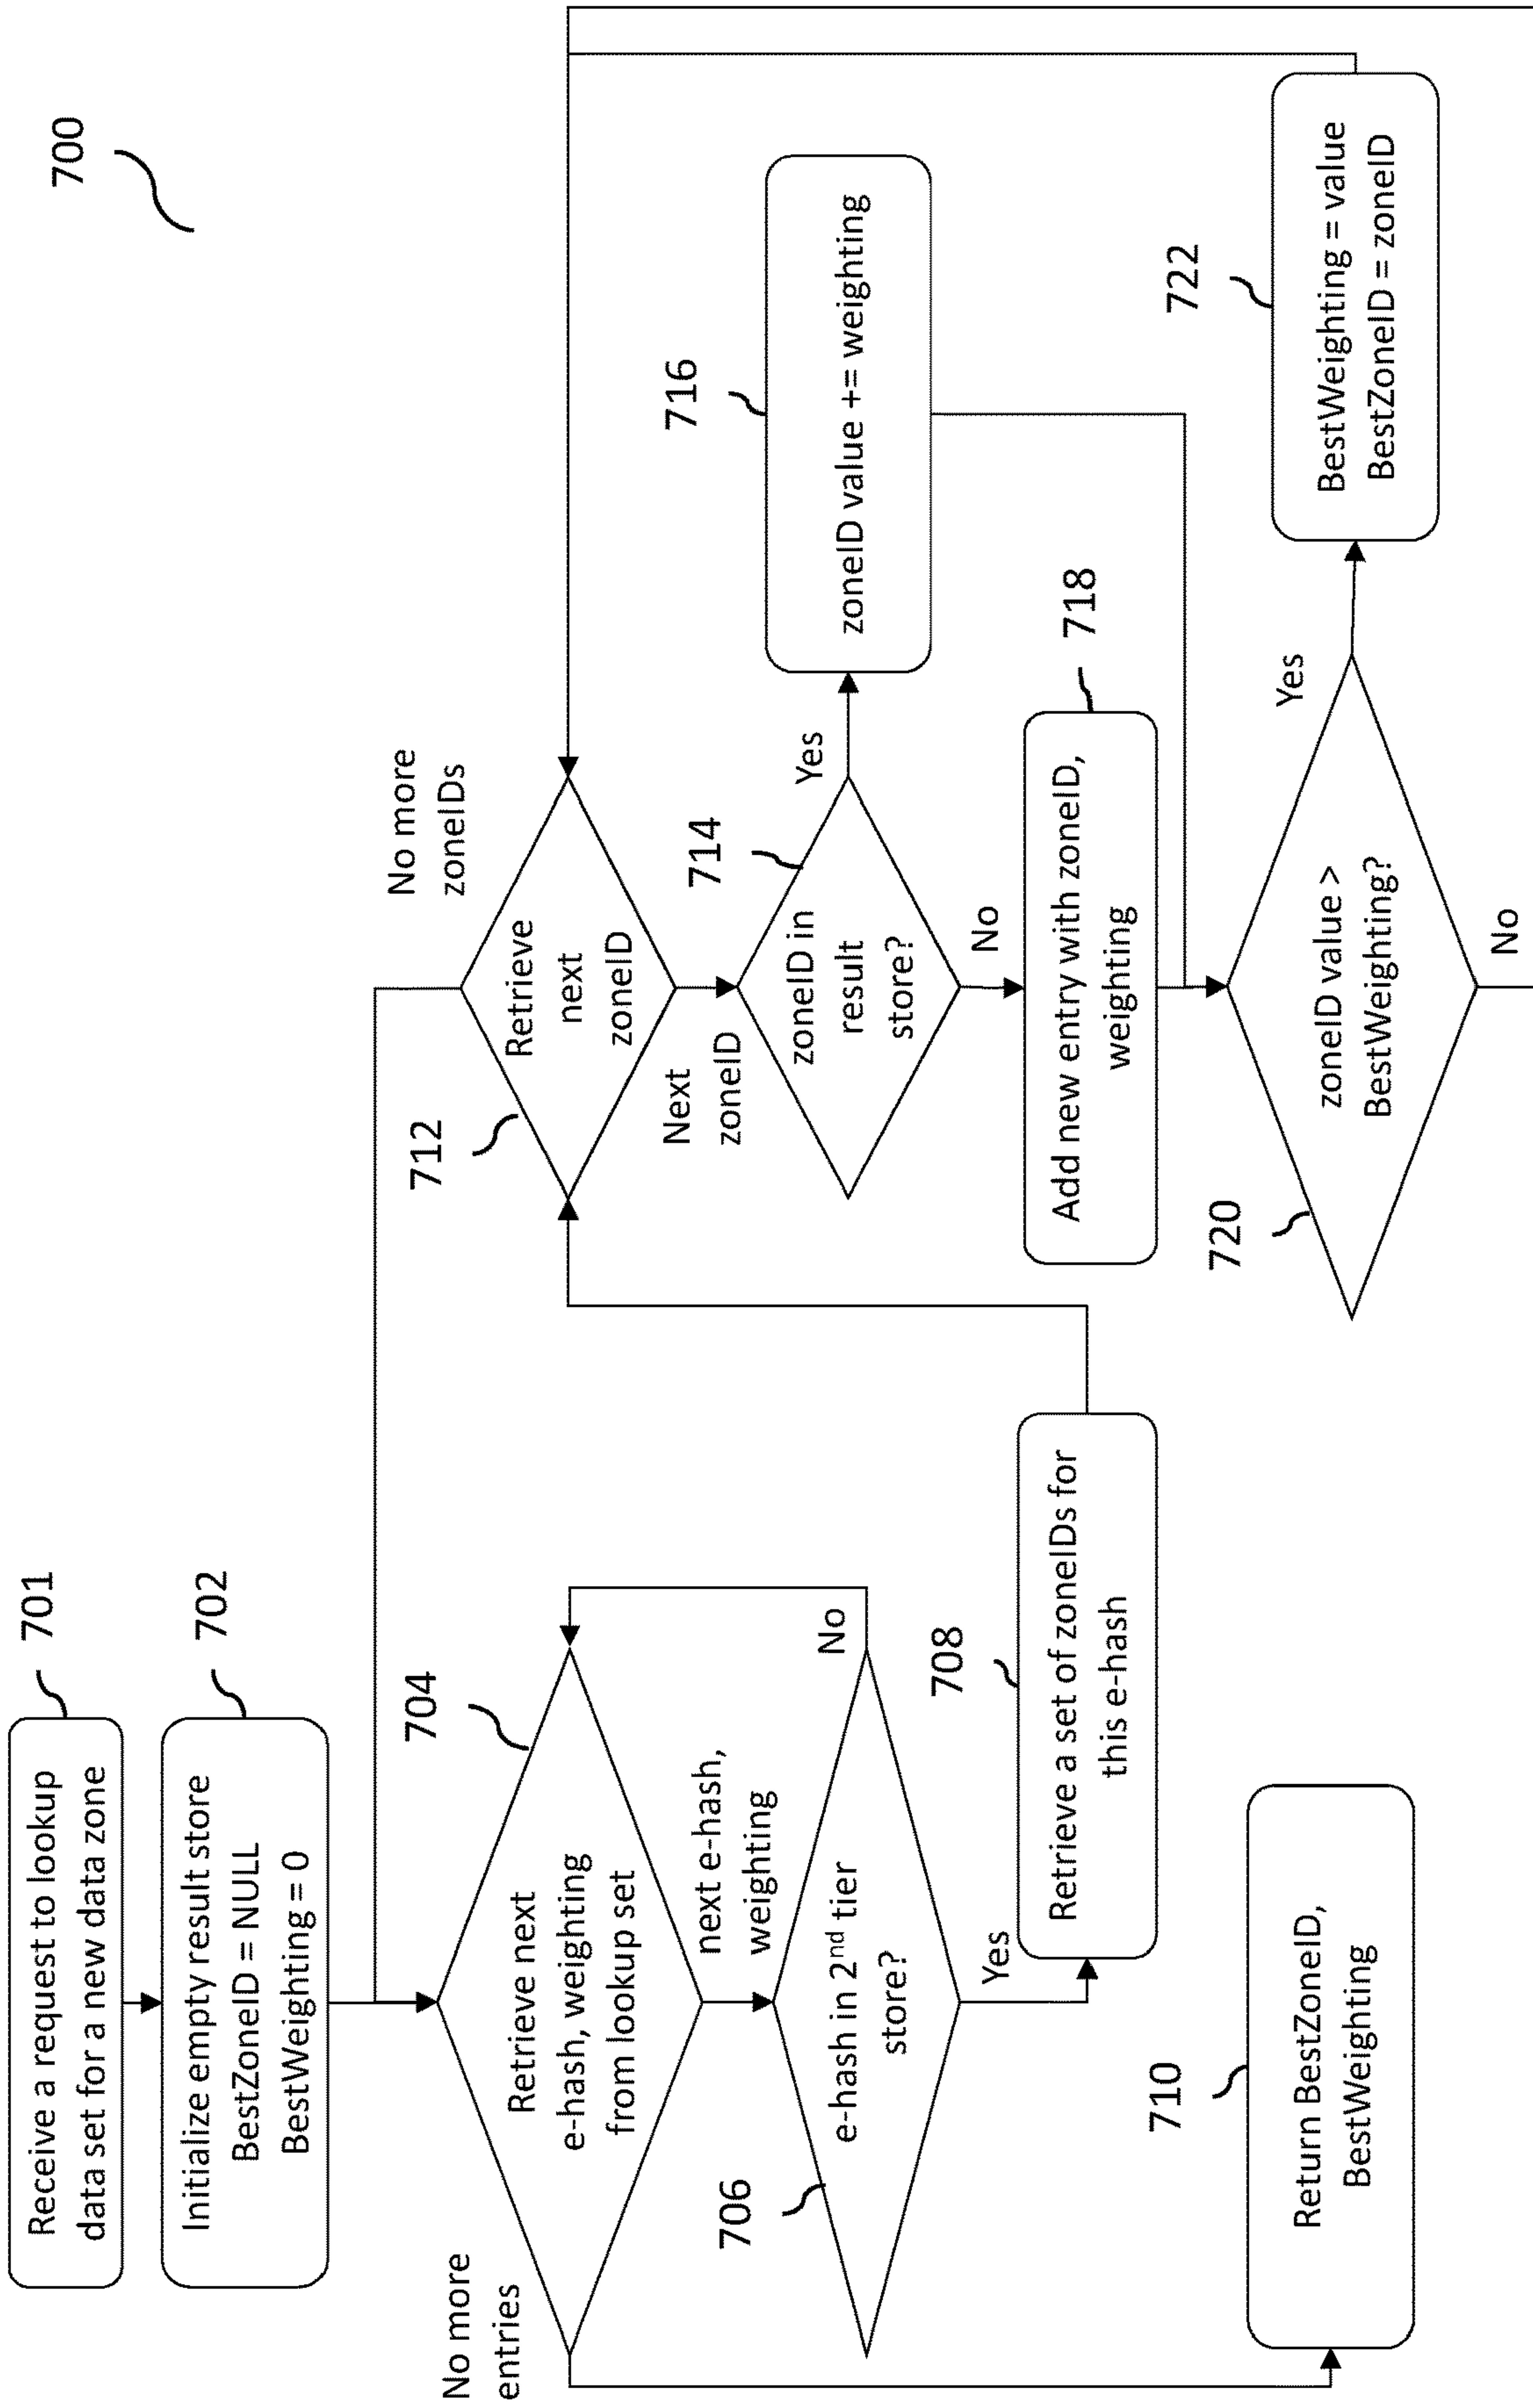 700
701
Receive a request to lookup
data set for a new data zone
702
Initialize empty result store
BestZoneID = NULL
BestWeighting = 0
No more
entries
704
Retrieve next
e-hash, weighting
from lookup set
next e-hash,
weighting
706
e-hash in 2nd tier
store?
No
Yes
708
Retrieve a set of zoneIDs for
this e-hash
710
Return BestZoneID,
BestWeighting
No more
zoneIDs
712
Retrieve
next
zoneID
Next
zoneID
714
zoneID in
result
store?
Yes
No
716
zoneID value += weighting
718
Add new entry with zoneID,
weighting
720
zoneID value >
BestWeighting?
Yes
No
722
BestWeighting = value
BestZoneID = zoneID